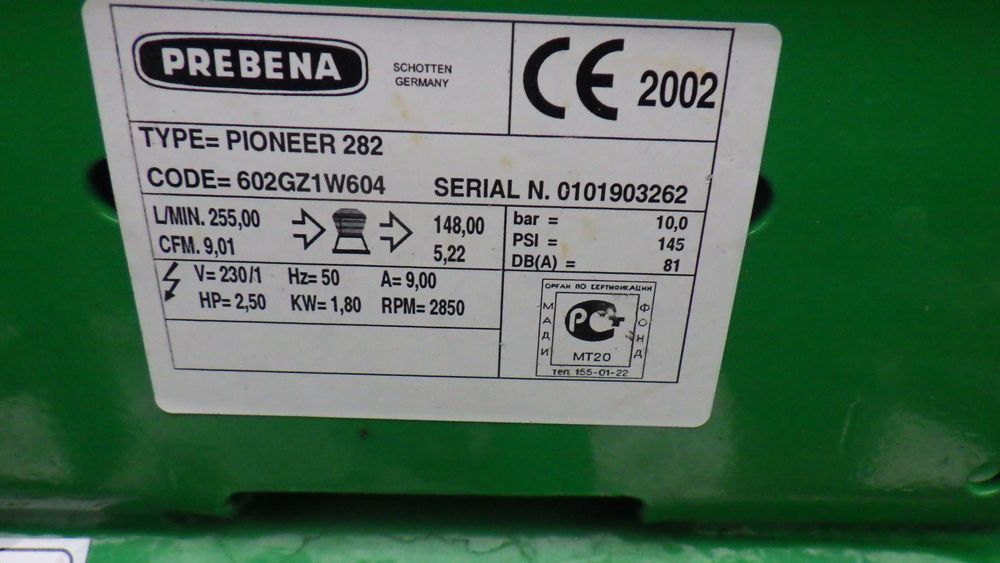 PREBENA
SCHOTTEN
GERMANY
CE 2002
TYPE= PIONEER 282
CODE= 602GZ1W604 SERIAL N. 0101903262
L/MIN. 255,00 148,00
CFM. 9,01 5,22
bar = 10,0
PSI = 145
DB(A) = 81
V= 230/1 Hz= 50 A= 9,00
HP= 2,50 KW= 1,80 RPM= 2850
ОРГАН ПО СЕРТИФИКАЦИИ
МАДИ
РСТ
ФОНД
МТ20
тел. 155-01-22